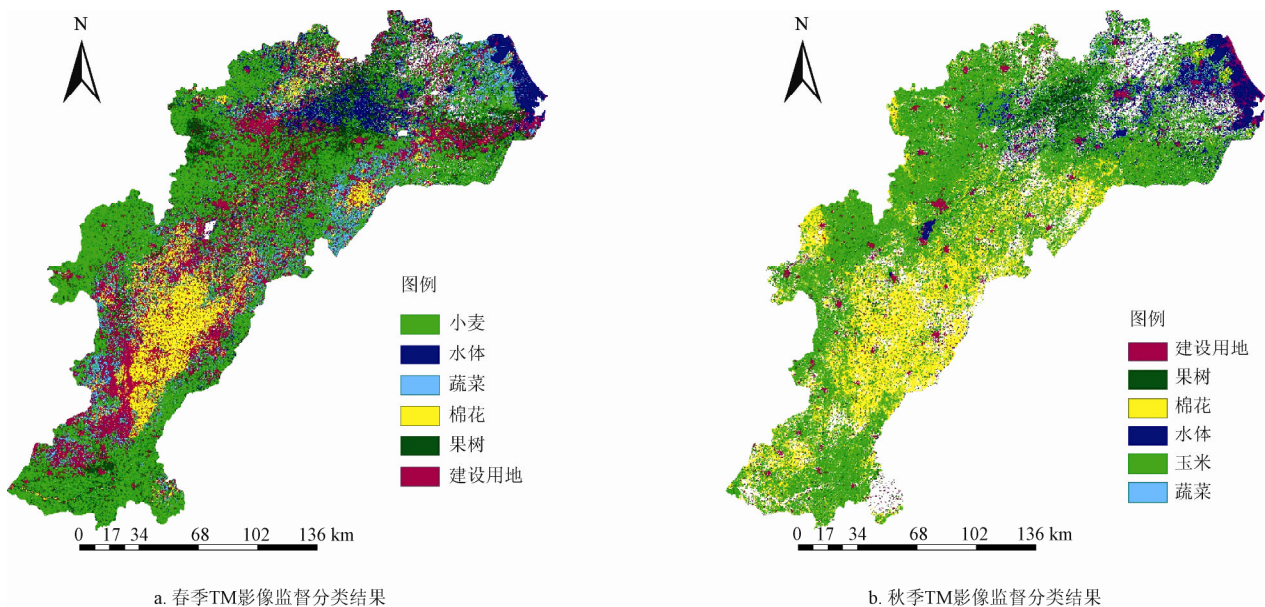 N
图例
小麦
水体
蔬菜
棉花
果树
建设用地
0 17 34 68 102 136 km
a. 春季TM影像监督分类结果
N
图例
建设用地
果树
棉花
水体
玉米
蔬菜
0 17 34 68 102 136 km
b. 秋季TM影像监督分类结果